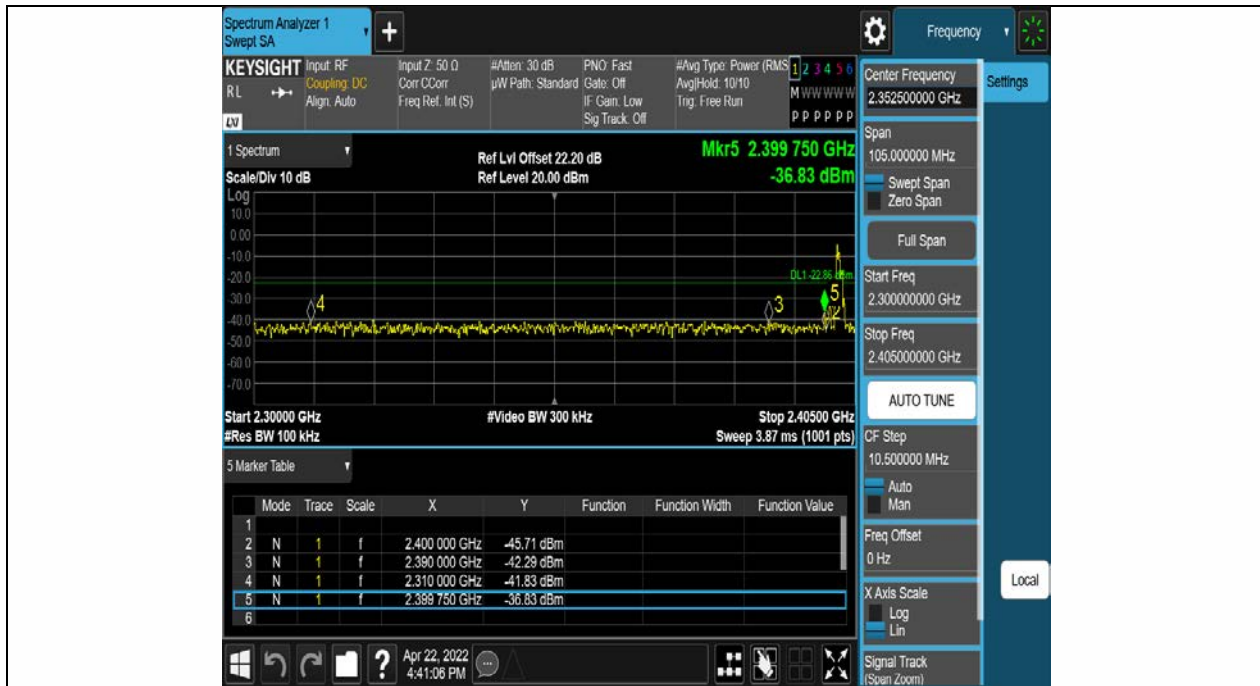 Spectrum Analyzer 1
Swept SA
+
Frequency
KEYSIGHT
RL
LXI
Input: RF
Coupling: DC
Align: Auto
Input Z: 50 Ω
Corr CCorr
Freq Ref: Int (S)
#Atten: 30 dB
µW Path: Standard
PNO: Fast
Gate: Off
IF Gain: Low
Sig Track: Off
#Avg Type: Power (RMS
Avg|Hold: 10/10
Trig: Free Run
1 2 3 4 5 6
M W W W W W
P P P P P P
1 Spectrum
Scale/Div 10 dB
Ref Lvl Offset 22.20 dB
Ref Level 20.00 dBm
Mkr5 2.399 750 GHz
-36.83 dBm
Log
10.0
0.00
-10.0
-20.0
-30.0
-40.0
-50.0
-60.0
-70.0
DL1 -22.86 dBm
4
3
5
2
Start 2.30000 GHz
#Res BW 100 kHz
#Video BW 300 kHz
Stop 2.40500 GHz
Sweep 3.87 ms (1001 pts)
5 Marker Table
Mode Trace Scale X Y Function Function Width Function Value
1
2 N 1 f 2.400 000 GHz -45.71 dBm
3 N 1 f 2.390 000 GHz -42.29 dBm
4 N 1 f 2.310 000 GHz -41.83 dBm
5 N 1 f 2.399 750 GHz -36.83 dBm
6
?
Apr 22, 2022
4:41:06 PM
Center Frequency
2.352500000 GHz
Span
105.000000 MHz
Swept Span
Zero Span
Full Span
Start Freq
2.300000000 GHz
Stop Freq
2.405000000 GHz
AUTO TUNE
CF Step
10.500000 MHz
Auto
Man
Freq Offset
0 Hz
X Axis Scale
Log
Lin
Signal Track
(Span Zoom)
Settings
Local